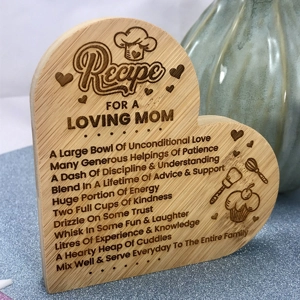 Recipe
FOR A
LOVING MOM
A Large Bowl Of Unconditional Love
Many Generous Helpings Of Patience
A Dash Of Discipline & Understanding
Blend In A Lifetime Of Advice & Support
Huge Portion Of Energy
Two Full Cups Of Kindness
Drizzle On Some Trust
Whisk In Some Fun & Laughter
Litres Of Experience & Knowledge
A Hearty Heap Of Cuddles
Mix Well & Serve Everyday To The Entire Family